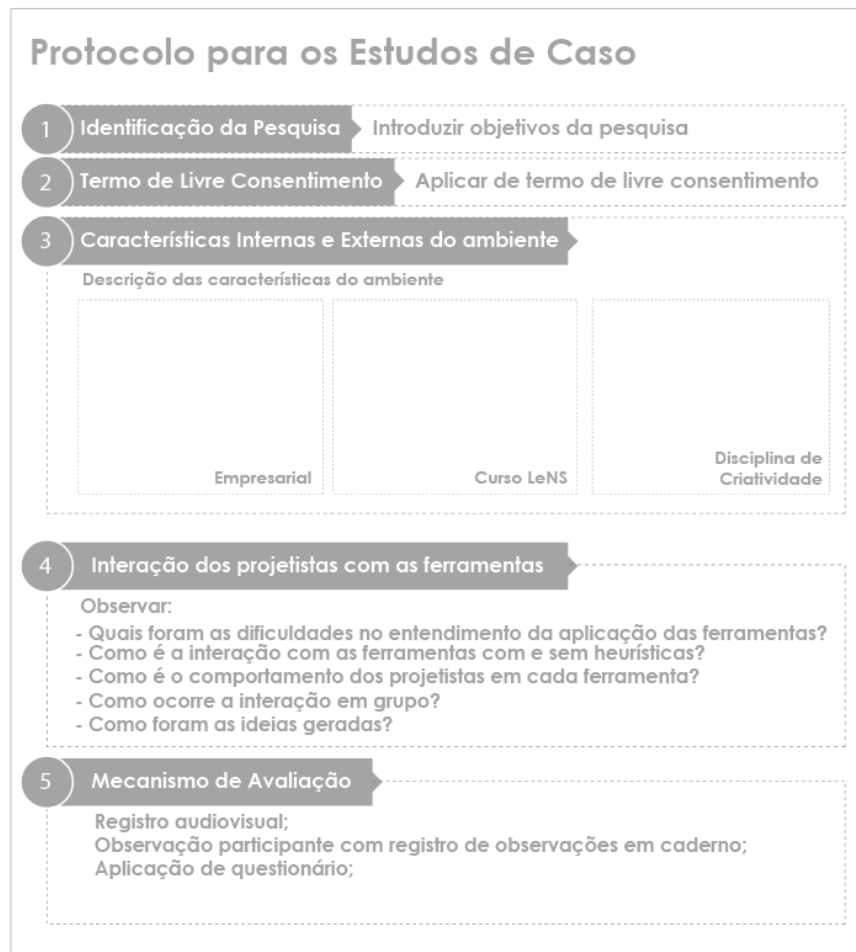 Protocolo para os Estudos de Caso
1 Identificação da Pesquisa Introduzir objetivos da pesquisa
2 Termo de Livre Consentimento Aplicar de termo de livre consentimento
3 Características Internas e Externas do ambiente
Descrição das características do ambiente
Empresarial
Curso LeNS
Disciplina de
Criatividade
4 Interação dos projetistas com as ferramentas
Observar:
- Quais foram as dificuldades no entendimento da aplicação das ferramentas?
- Como é a interação com as ferramentas com e sem heurísticas?
- Como é o comportamento dos projetistas em cada ferramenta?
- Como ocorre a interação em grupo?
- Como foram as ideias geradas?
5 Mecanismo de Avaliação
Registro audiovisual;
Observação participante com registro de observações em caderno;
Aplicação de questionário;